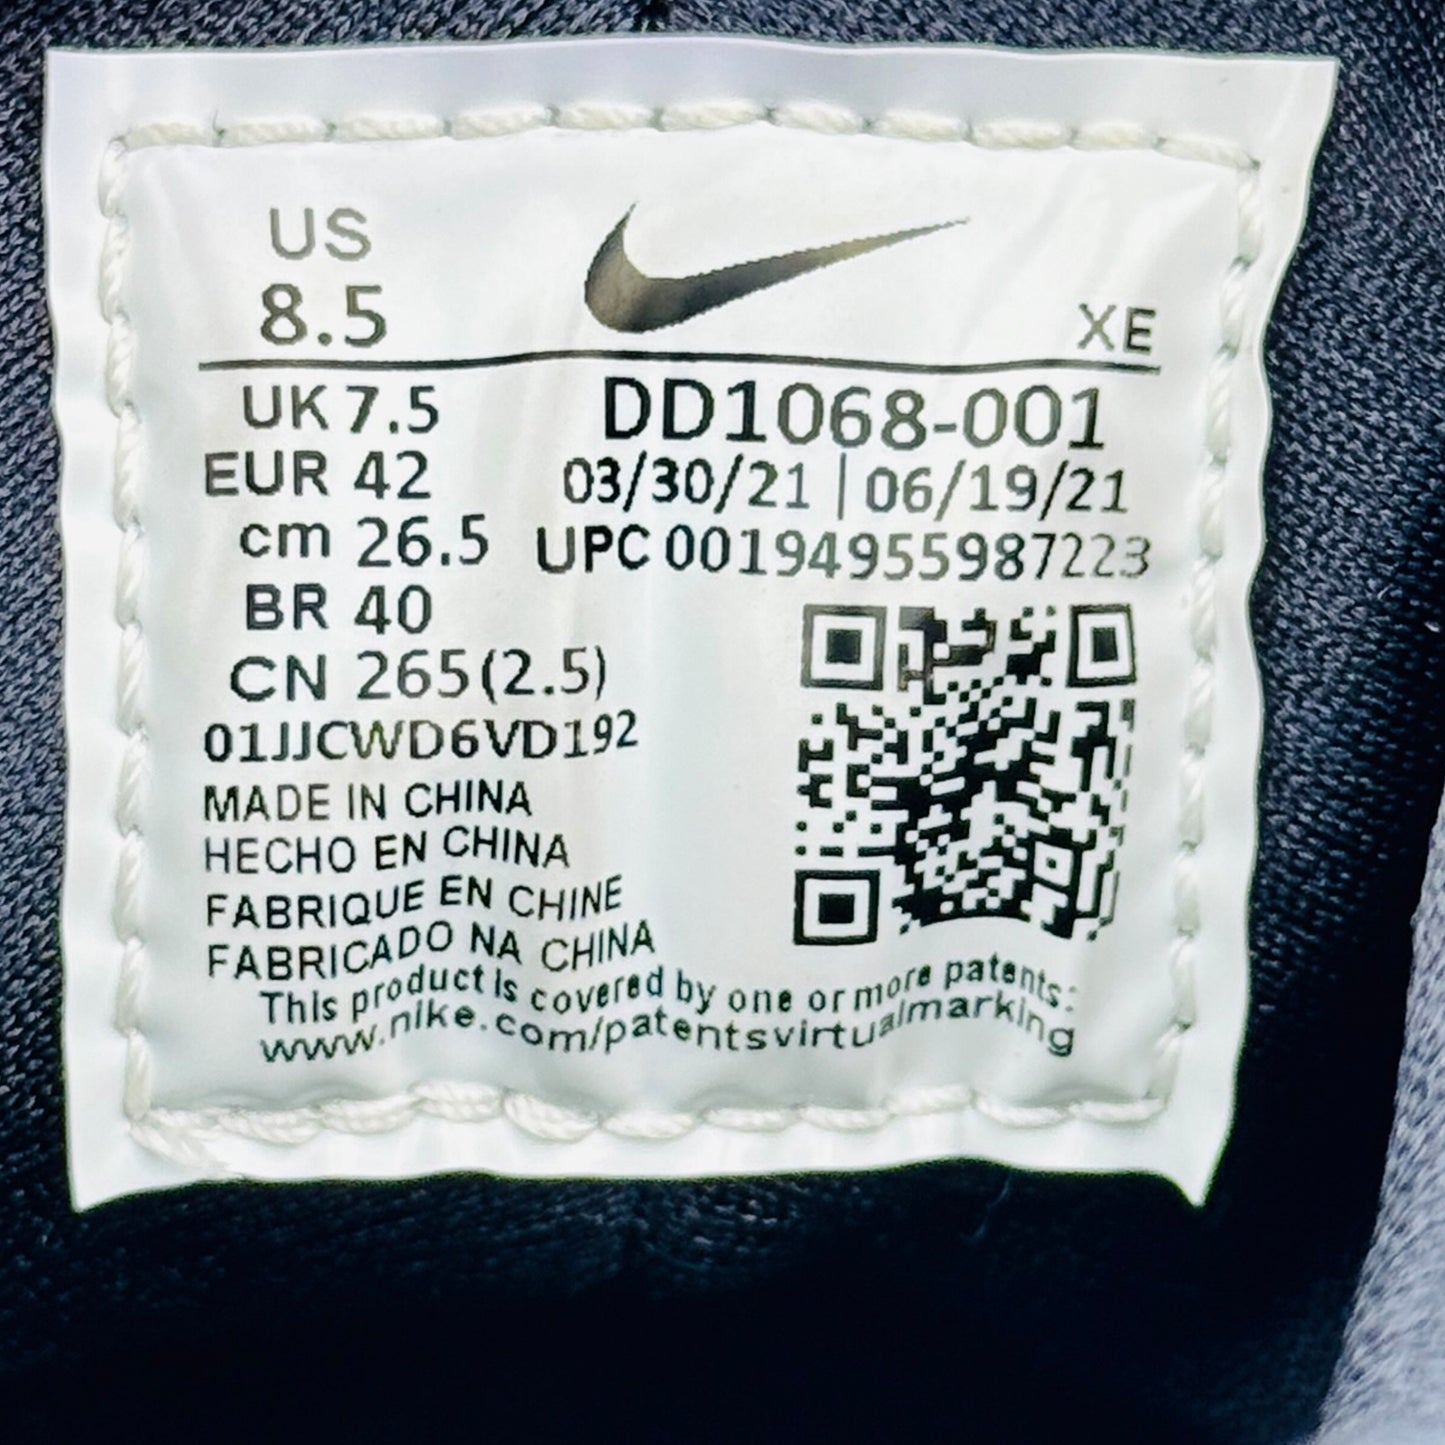 US
8.5
XE
UK 7.5
EUR 42
cm 26.5
BR 40
CN 265(2.5)
DD1068-001
03/30/21 | 06/19/21
UPC 00194955987223
01JJCWD6VD192
MADE IN CHINA
HECHO EN CHINA
FABRIQUE EN CHINE
FABRICADO NA CHINA
This product is covered by one or more patents:
www.nike.com/patentsvirtualmarking